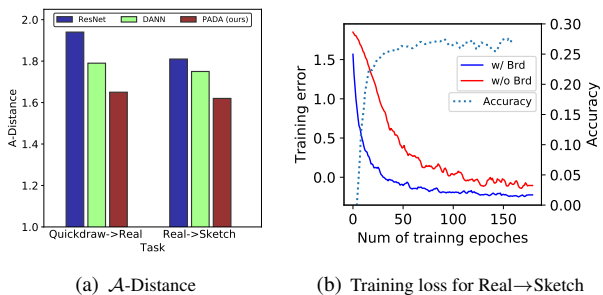 ResNet DANN PADA (ours)
2.0
1.8
1.6
1.4
1.2
1.0
A-Distance
Quickdraw->Real Real->Sketch
Task
(a) 𝒜-Distance
w/ Brd
w/o Brd
Accuracy
1.5
1.0
0.5
0.0
Training error
0.30
0.25
0.20
0.15
0.10
0.05
0.00
Accuracy
0 50 100 150
Num of trainng epoches
(b) Training loss for Real→Sketch